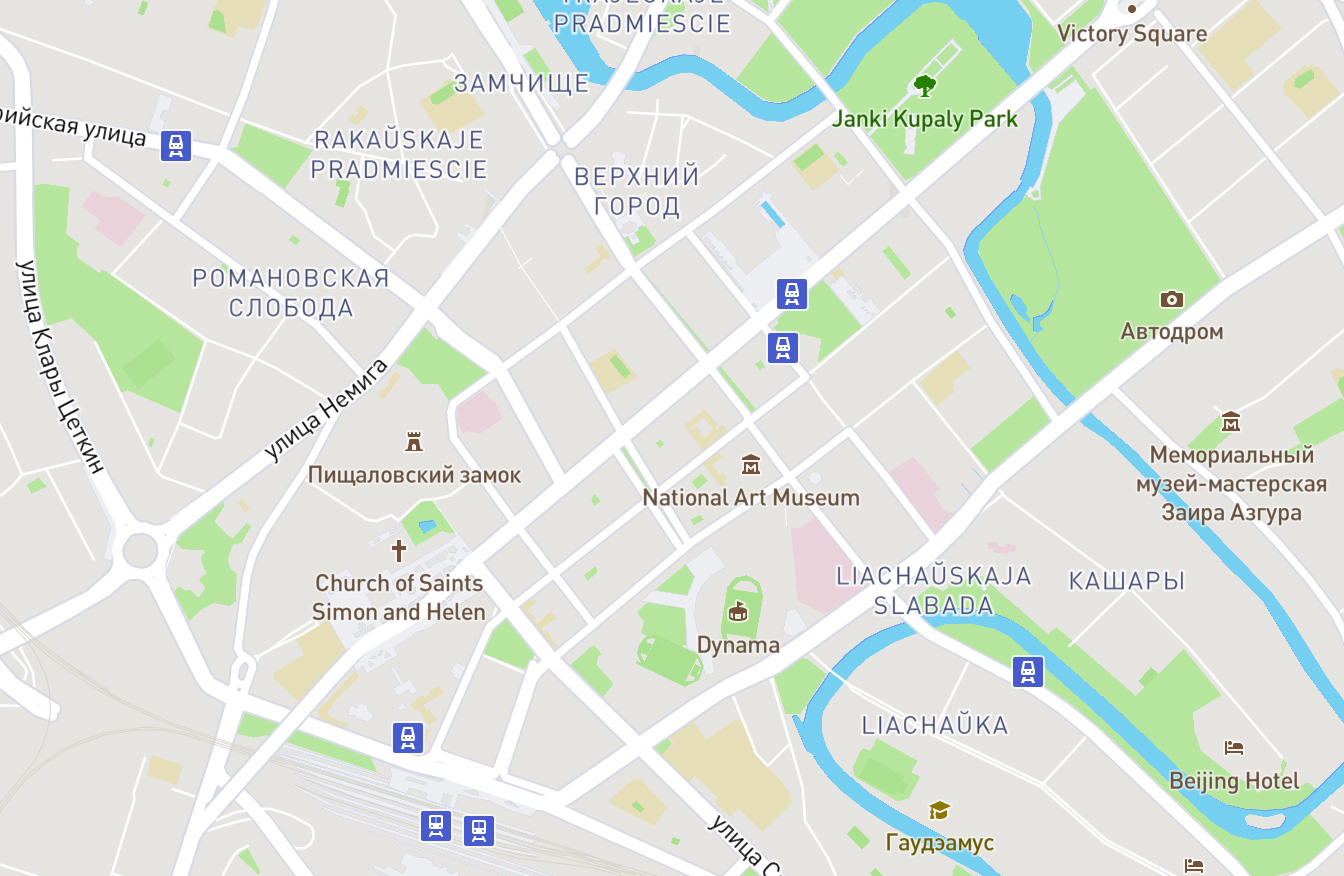 PRADMIESCIE
Victory Square
ЗАМЧИЩЕ
Janki Kupaly Park
рийская улица
RAKAŬSKAJE
PRADMIESCIE
ВЕРХНИЙ
ГОРОД
РОМАНОВСКАЯ
СЛОБОДА
Автодром
улица Клары Цеткин
улица Немига
Пищаловский замок
National Art Museum
Мемориальный
музей-мастерская
Заира Азгура
Church of Saints
Simon and Helen
LIACHAŬSKAJA
SLABADA
КАШАРЫ
Dynama
LIACHAŬKA
Beijing Hotel
Гаудэамус
улица С